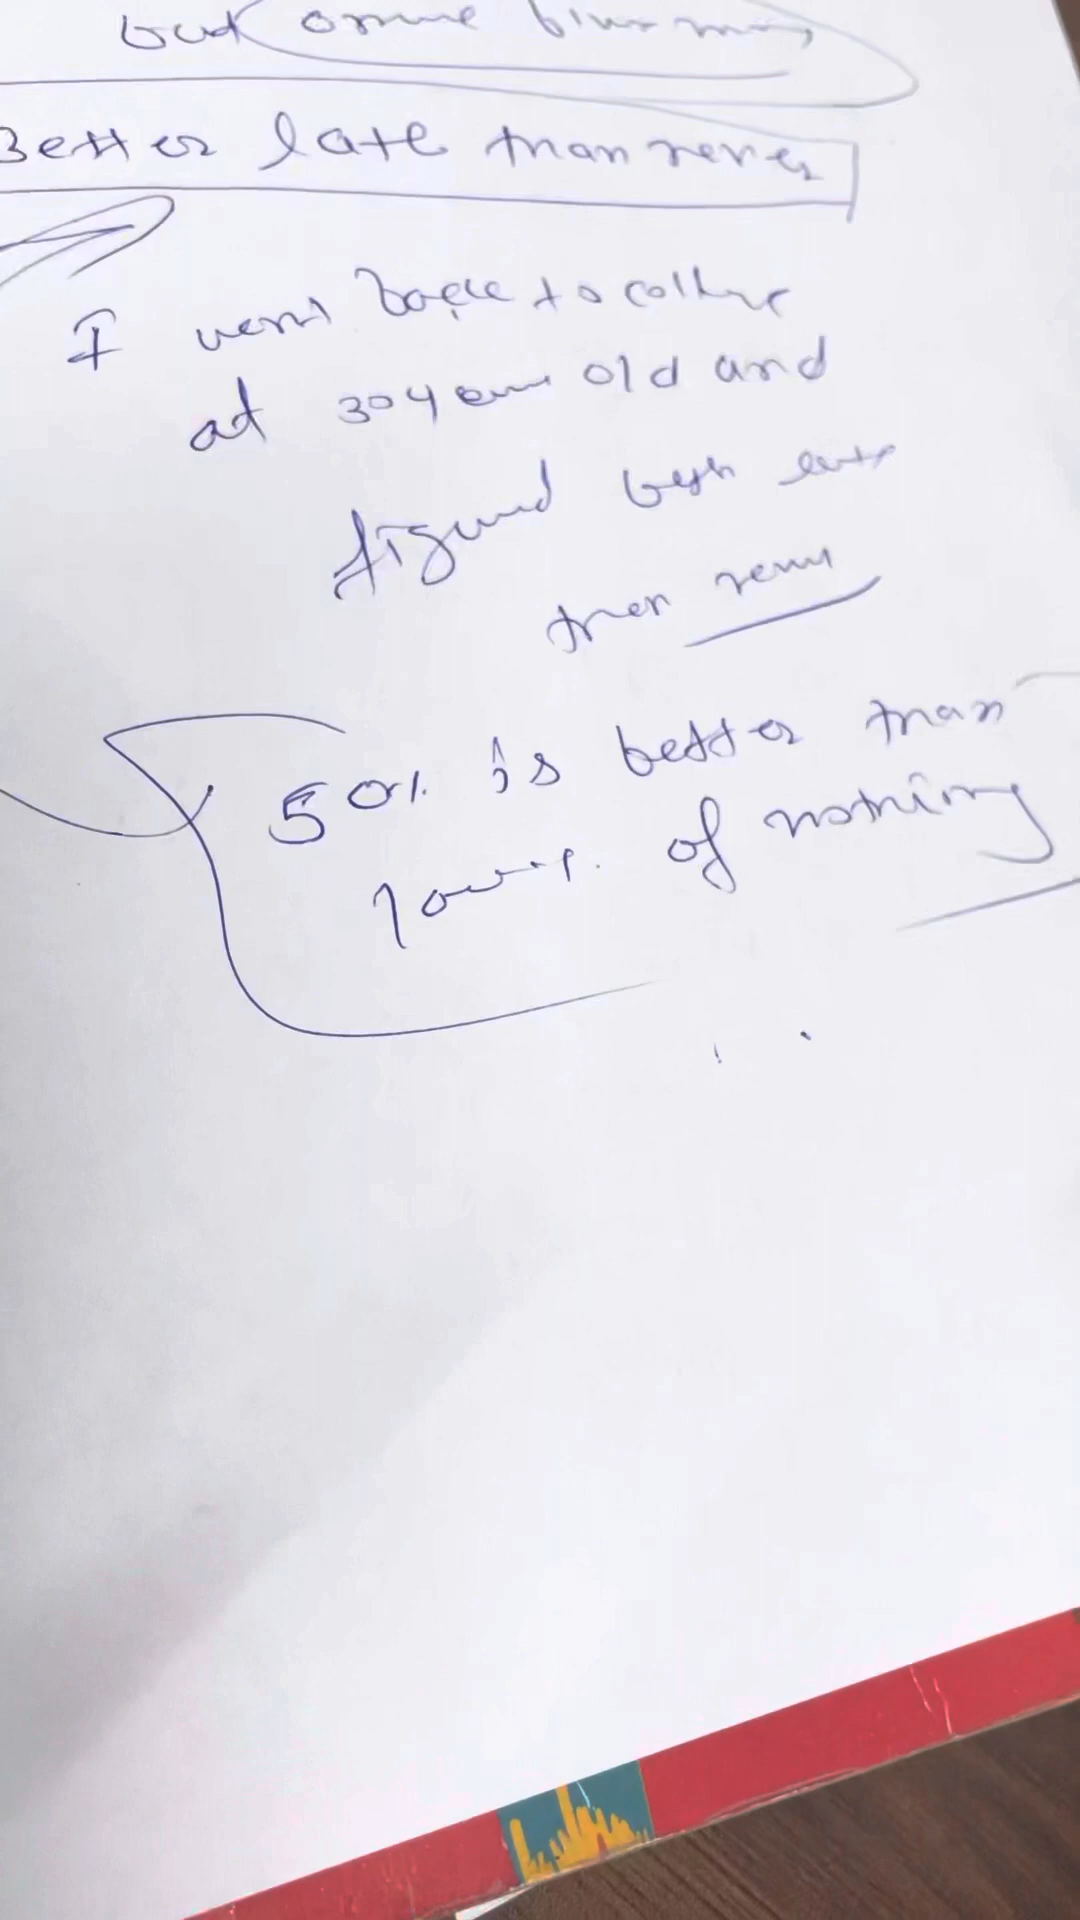 but
Better late than never
I went back to college
at 30 years old and
figured better late
than never
50% is better than
100%. of nothing